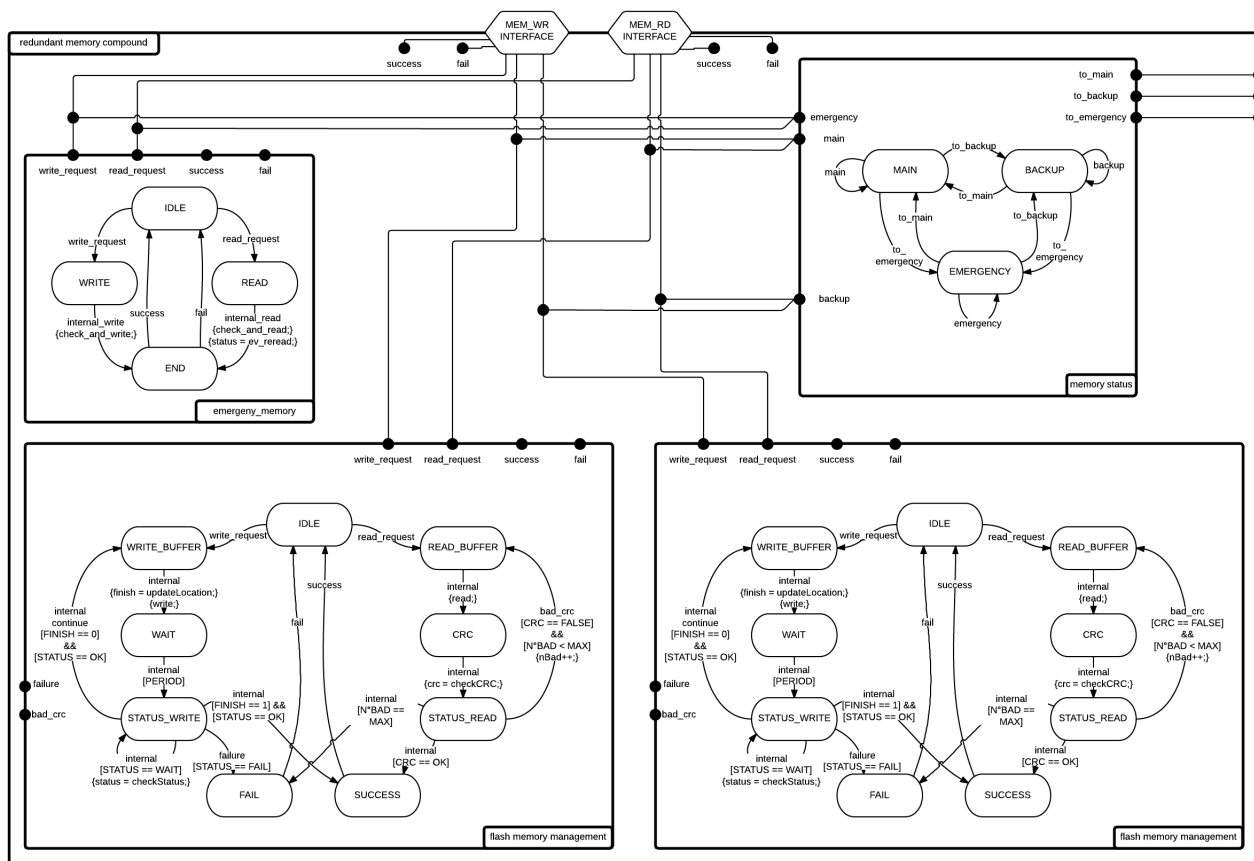 MEM_WR
INTERFACE
MEM_RD
INTERFACE
redundant memory compound
success
fail
success
fail
to_main
to_backup
to_emergency
emergency
main
backup
write_request
read_request
success
fail
IDLE
write_request
read_request
WRITE
READ
internal_write
{check_and_write;}
success
fail
internal_read
{check_and_read;}
{status = ev_reread;}
END
emergeny_memory
MAIN
BACKUP
main
to_backup
backup
to_main
to_main
to_backup
to_
emergency
to_
emergency
EMERGENCY
emergency
memory status
write_request
read_request
success
fail
IDLE
write_request
read_request
WRITE_BUFFER
READ_BUFFER
internal
{finish = updateLocation;}
{write;}
internal
{read;}
success
fail
internal
continue
[FINISH == 0]
&&
[STATUS == OK]
WAIT
CRC
bad_crc
[CRC == FALSE]
&&
[N°BAD < MAX]
{nBad++;}
internal
[PERIOD]
internal
{crc = checkCRC;}
failure
bad_crc
STATUS_WRITE
internal
[FINISH == 1] &&
[STATUS == OK]
internal
[N°BAD ==
MAX]
STATUS_READ
internal
[STATUS == WAIT]
{status = checkStatus;}
failure
[STATUS == FAIL]
internal
[CRC == OK]
FAIL
SUCCESS
flash memory management
write_request
read_request
success
fail
IDLE
write_request
read_request
WRITE_BUFFER
READ_BUFFER
internal
{finish = updateLocation;}
{write;}
internal
{read;}
success
fail
internal
continue
[FINISH == 0]
&&
[STATUS == OK]
WAIT
CRC
bad_crc
[CRC == FALSE]
&&
[N°BAD < MAX]
{nBad++;}
internal
[PERIOD]
internal
{crc = checkCRC;}
failure
bad_crc
STATUS_WRITE
internal
[FINISH == 1] &&
[STATUS == OK]
internal
[N°BAD ==
MAX]
STATUS_READ
internal
[STATUS == WAIT]
{status = checkStatus;}
failure
[STATUS == FAIL]
internal
[CRC == OK]
FAIL
SUCCESS
flash memory management